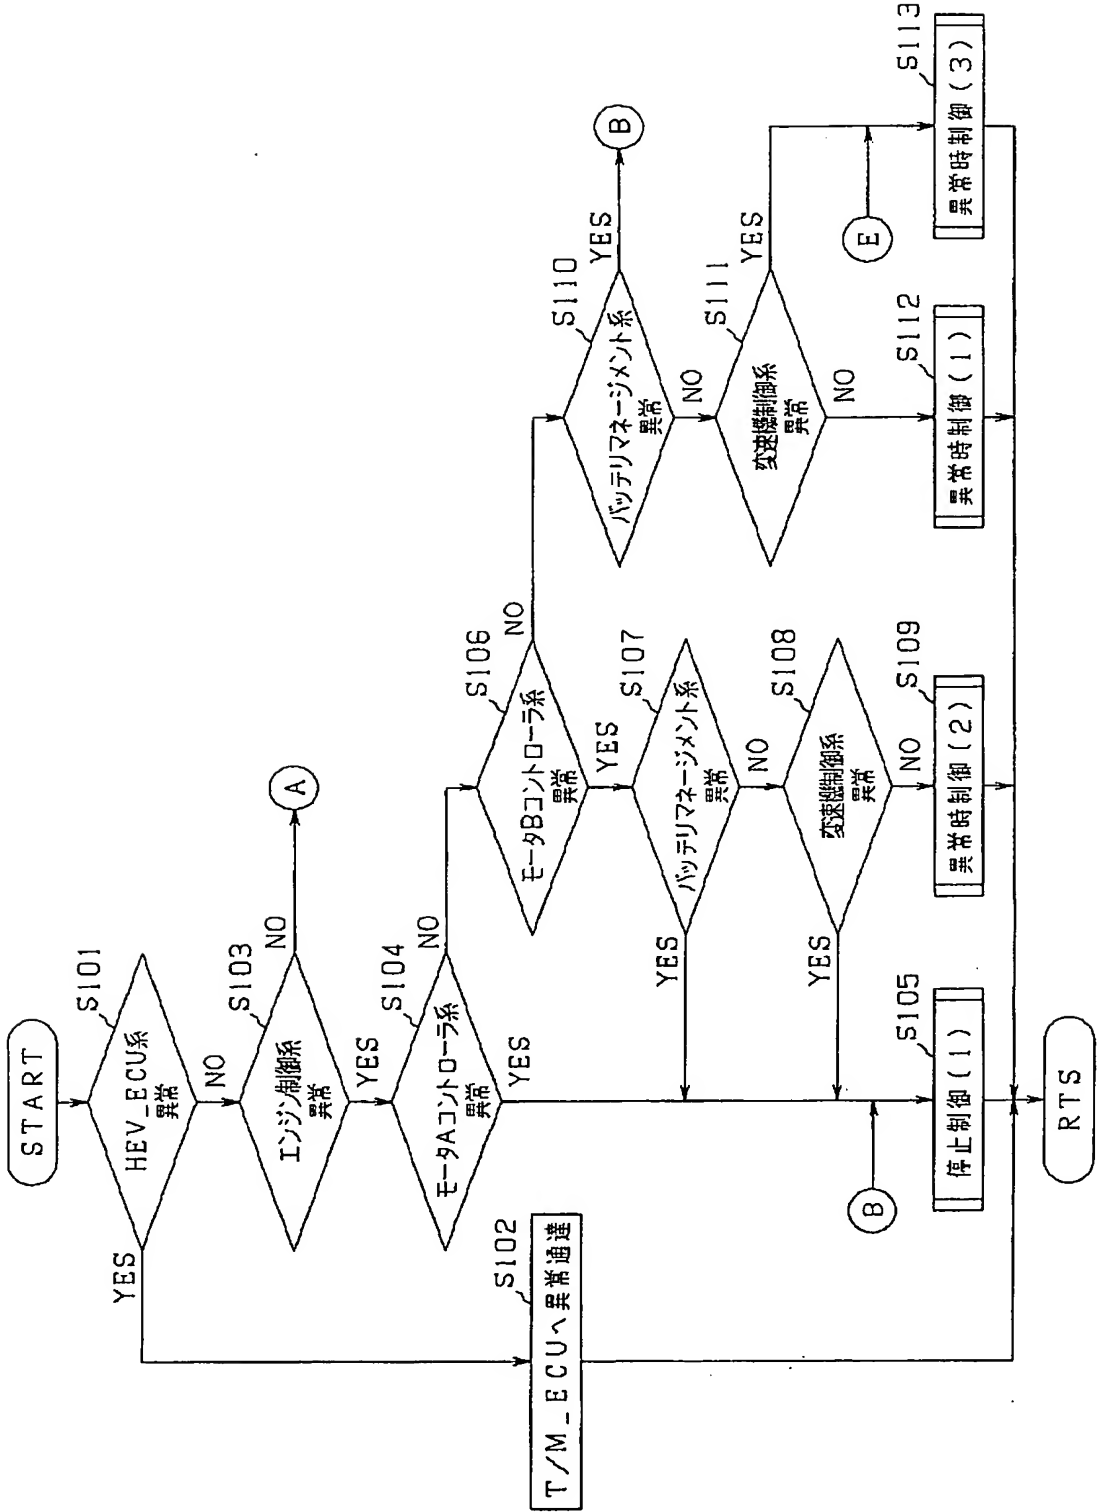 START
S101
HEV_ECU系
異常
YES
NO
S102
T/M_ECUへ異常通達
S103
エンジン制御系
異常
NO
A
YES
S104
モータAコントローラ系
異常
NO
YES
S106
モータBコントローラ系
異常
NO
YES
S107
バッテリマネージメント系
異常
YES
NO
S108
変速機制御系
異常
YES
NO
S110
バッテリマネージメント系
異常
YES
B
NO
S111
変速機制御系
異常
YES
NO
B
E
S105
停止制御(1)
S109
異常時制御(2)
S112
異常時制御(1)
S113
異常時制御(3)
RTS